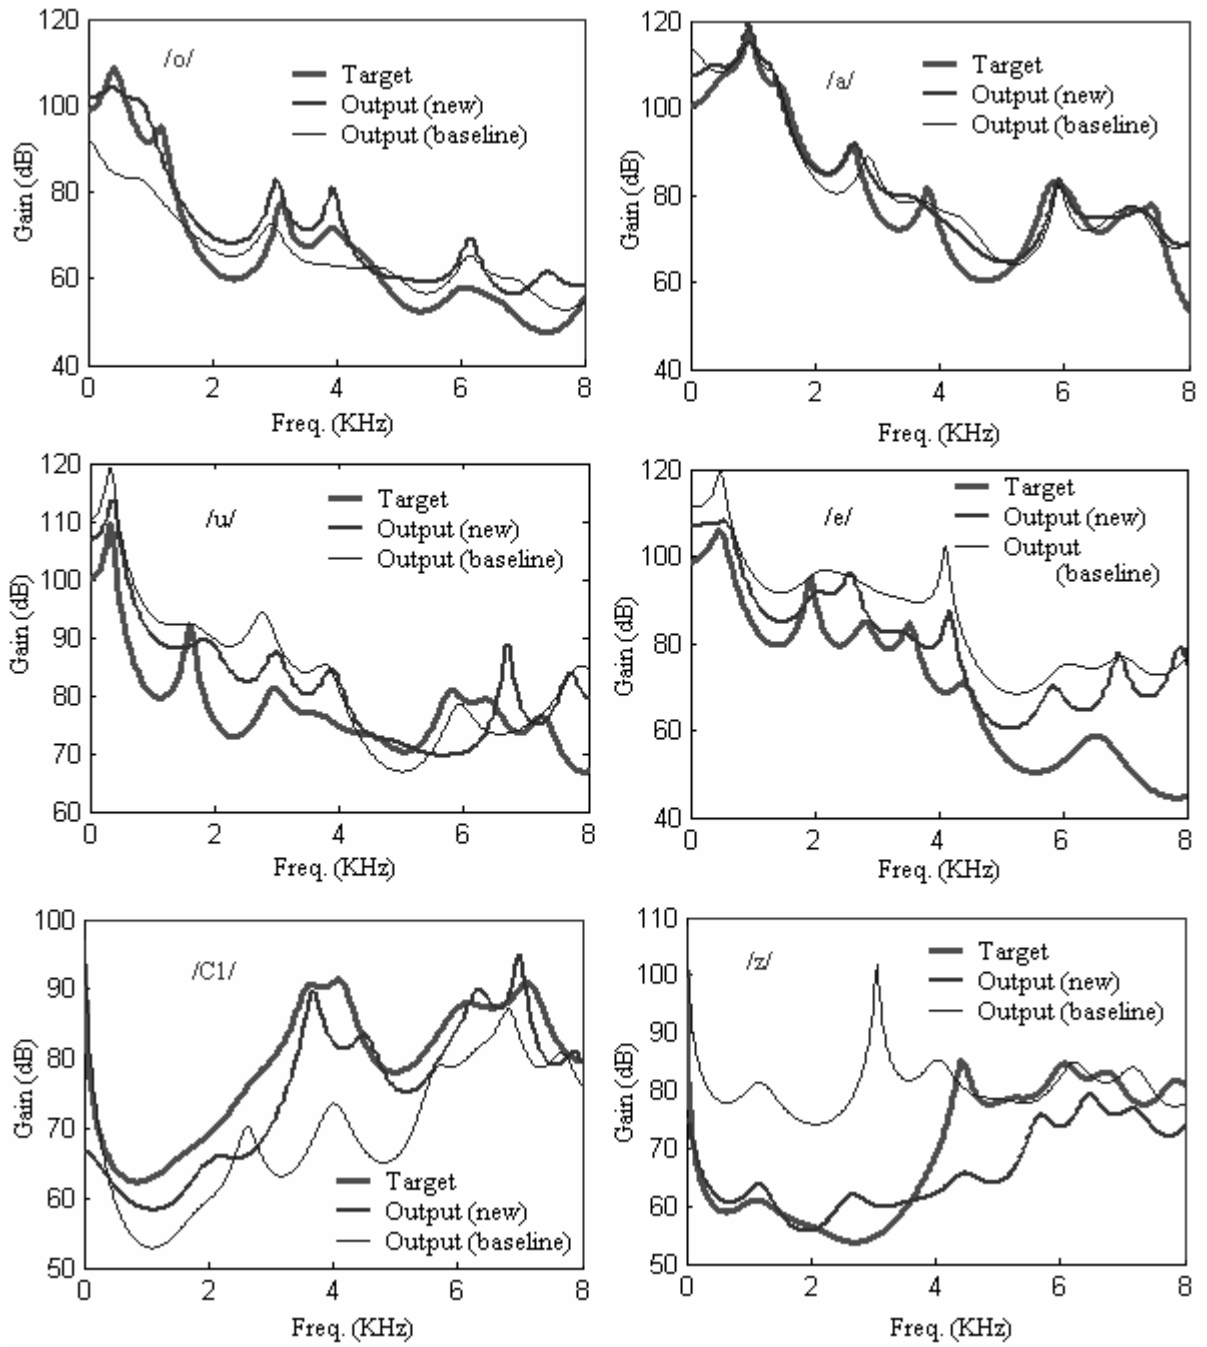 120
100
80
60
40
Gain (dB)
/o/
Target
Output (new)
Output (baseline)
0 2 4 6 8
Freq. (KHz)
120
100
80
60
40
Gain (dB)
/a/
Target
Output (new)
Output (baseline)
0 2 4 6 8
Freq. (KHz)
120
110
100
90
80
70
60
Gain (dB)
/u/
Target
Output (new)
Output (baseline)
0 2 4 6 8
Freq. (KHz)
120
100
80
60
40
Gain (dB)
/e/
Target
Output (new)
Output
(baseline)
0 2 4 6 8
Freq. (KHz)
100
90
80
70
60
50
Gain (dB)
/C1/
Target
Output (new)
Output (baseline)
0 2 4 6 8
Freq. (KHz)
110
100
90
80
70
60
50
Gain (dB)
/z/
Target
Output (new)
Output (baseline)
0 2 4 6 8
Freq. (KHz)